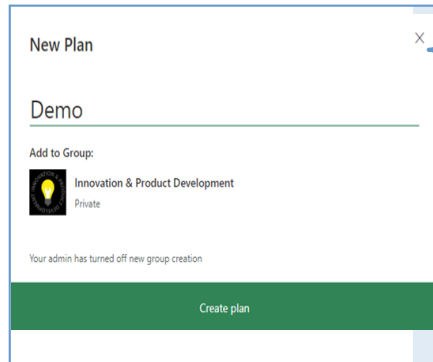 New Plan
Demo
Add to Group:
Innovation & Product Development
Private
Your admin has turned off new group creation
Create plan